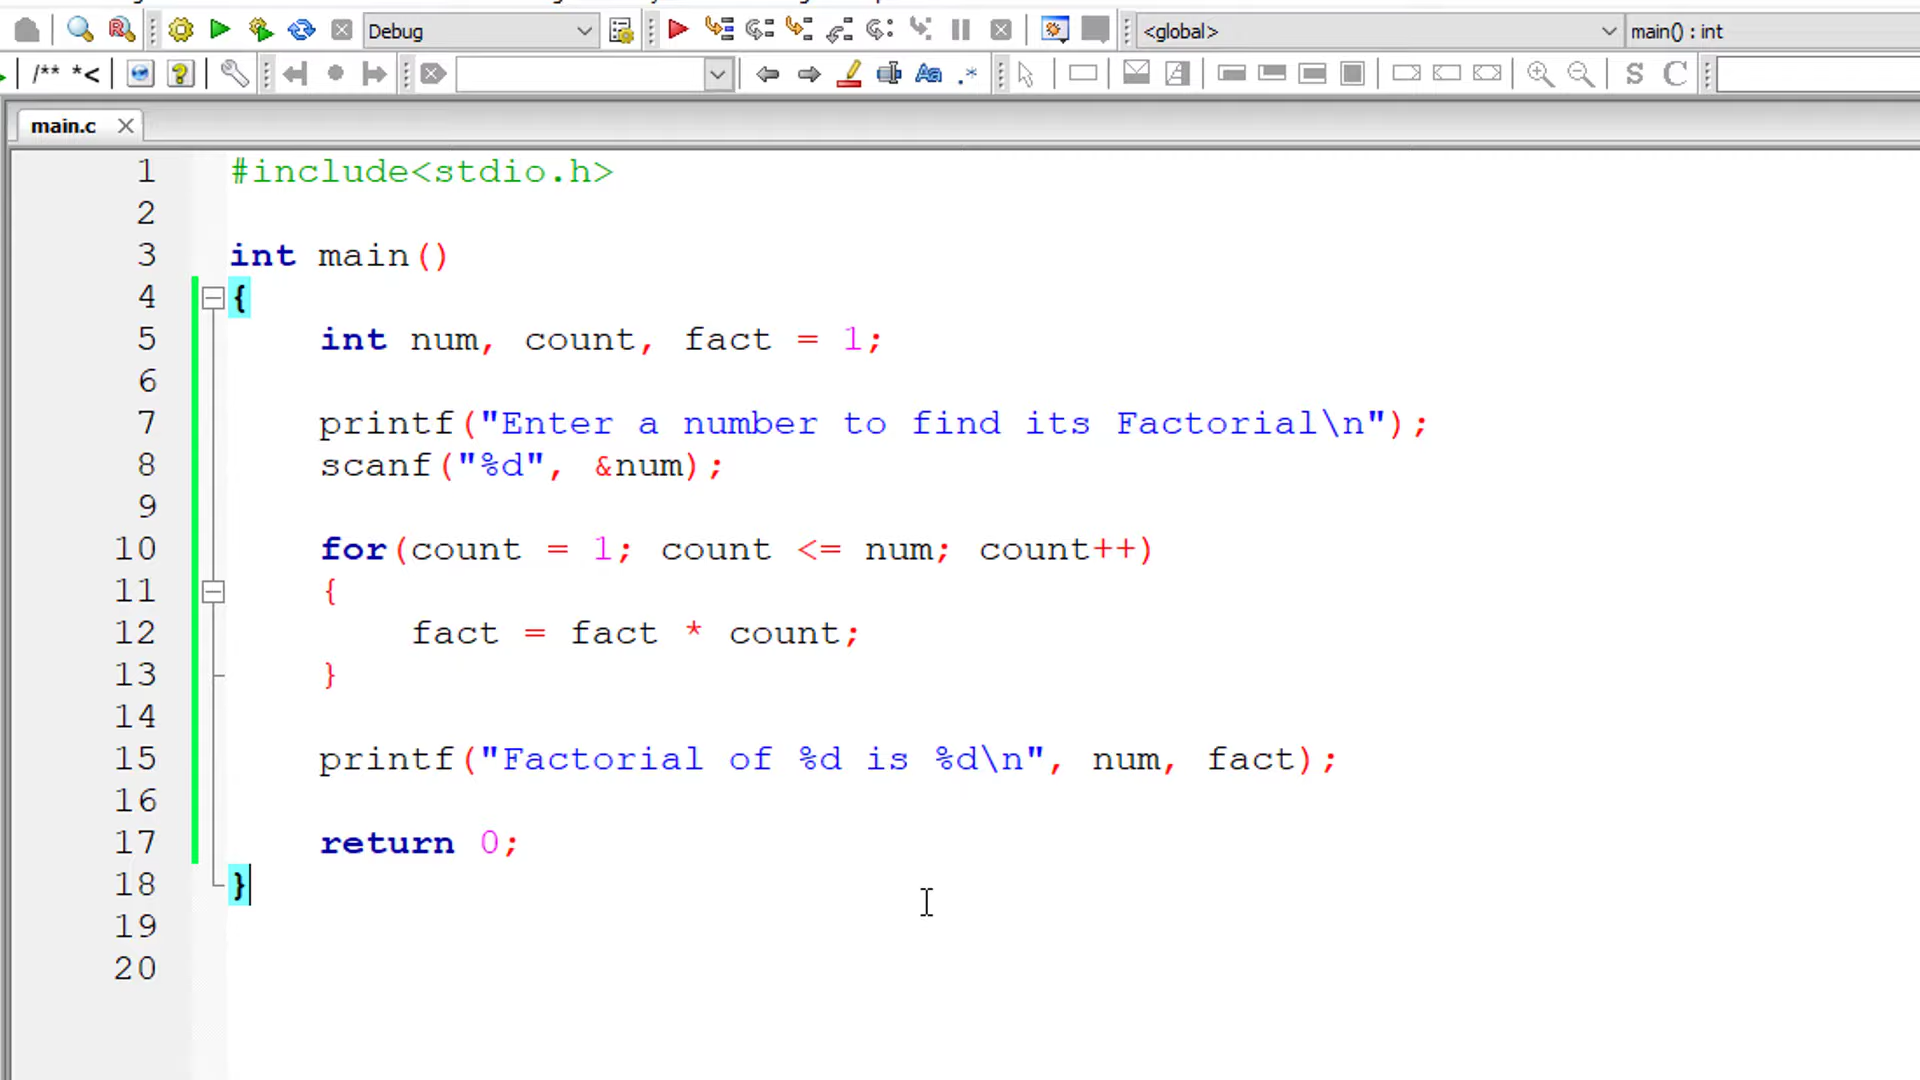 Debug
<global>
main() : int
/** *<
Aa
.*
S
C
main.c
1 #include<stdio.h>
2
3 int main()
4 {
5 int num, count, fact = 1;
6
7 printf("Enter a number to find its Factorial\n");
8 scanf("%d", &num);
9
10 for(count = 1; count <= num; count++)
11 {
12 fact = fact * count;
13 }
14
15 printf("Factorial of %d is %d\n", num, fact);
16
17 return 0;
18 }
19
20